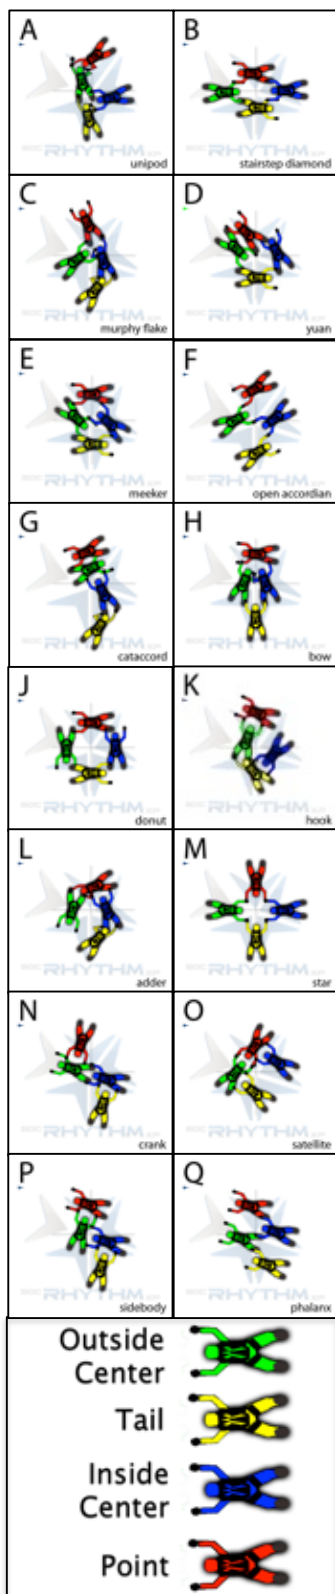 A
B
unipod
stairstep diamond
C
D
murphy flake
yuan
E
F
meeker
open accordian
G
H
cataccord
bow
J
K
donut
hook
L
M
adder
star
N
O
crank
satellite
P
Q
sidebody
phalanx
Outside
Center
Tail
Inside
Center
Point